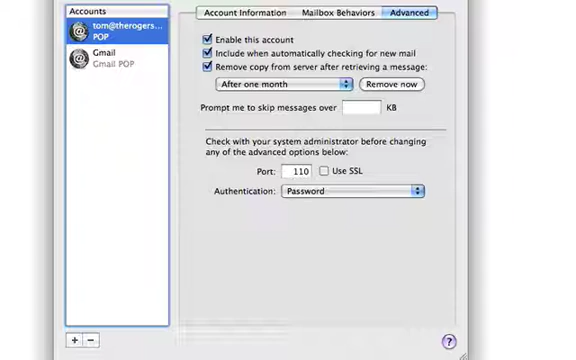 Accounts
tom@therogers...
POP
Gmail
Gmail POP
Account Information Mailbox Behaviors Advanced
Enable this account
Include when automatically checking for new mail
Remove copy from server after retrieving a message:
After one month Remove now
Prompt me to skip messages over KB
Check with your system administrator before changing
any of the advanced options below:
Port: 110 Use SSL
Authentication: Password
+ − ?